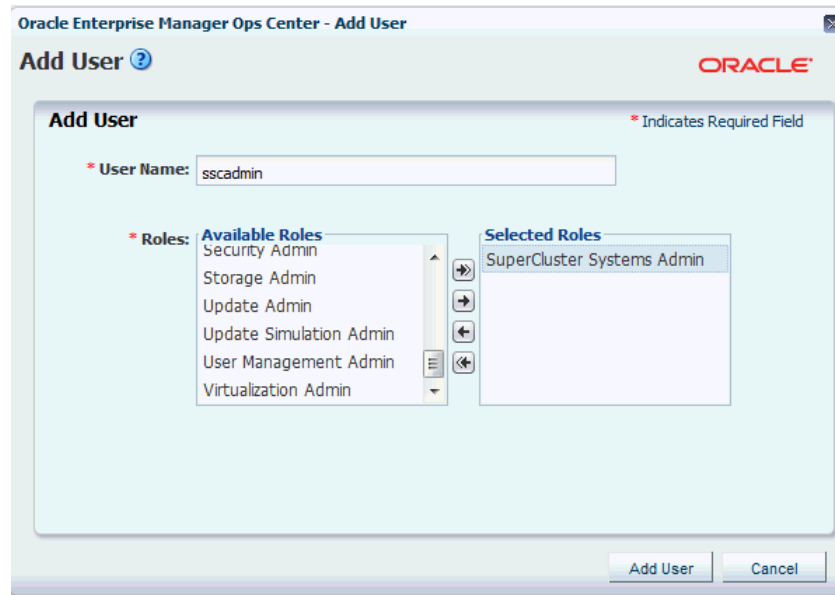 Oracle Enterprise Manager Ops Center - Add User
Add User
ORACLE
Add User
* Indicates Required Field
* User Name: sscadmin
* Roles:
Available Roles
Security Admin
Storage Admin
Update Admin
Update Simulation Admin
User Management Admin
Virtualization Admin
Selected Roles
SuperCluster Systems Admin
Add User
Cancel